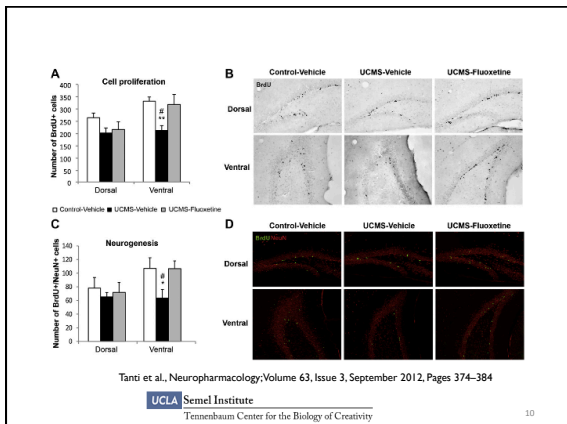 A
Cell proliferation
Number of BrdU+ cells
400
350
300
250
200
150
100
50
0
#
**
Dorsal
Ventral
Control-Vehicle UCMS-Vehicle UCMS-Fluoxetine
B
Control-Vehicle
UCMS-Vehicle
UCMS-Fluoxetine
BrdU
Dorsal
Ventral
C
Neurogenesis
Number of BrdU+/NeuN+ cells
140
120
100
80
60
40
20
0
#
*
Dorsal
Ventral
D
Control-Vehicle
UCMS-Vehicle
UCMS-Fluoxetine
BrdU/NeuN
Dorsal
Ventral
Tanti et al., Neuropharmacology; Volume 63, Issue 3, September 2012, Pages 374–384
UCLA Semel Institute
Tennenbaum Center for the Biology of Creativity
10